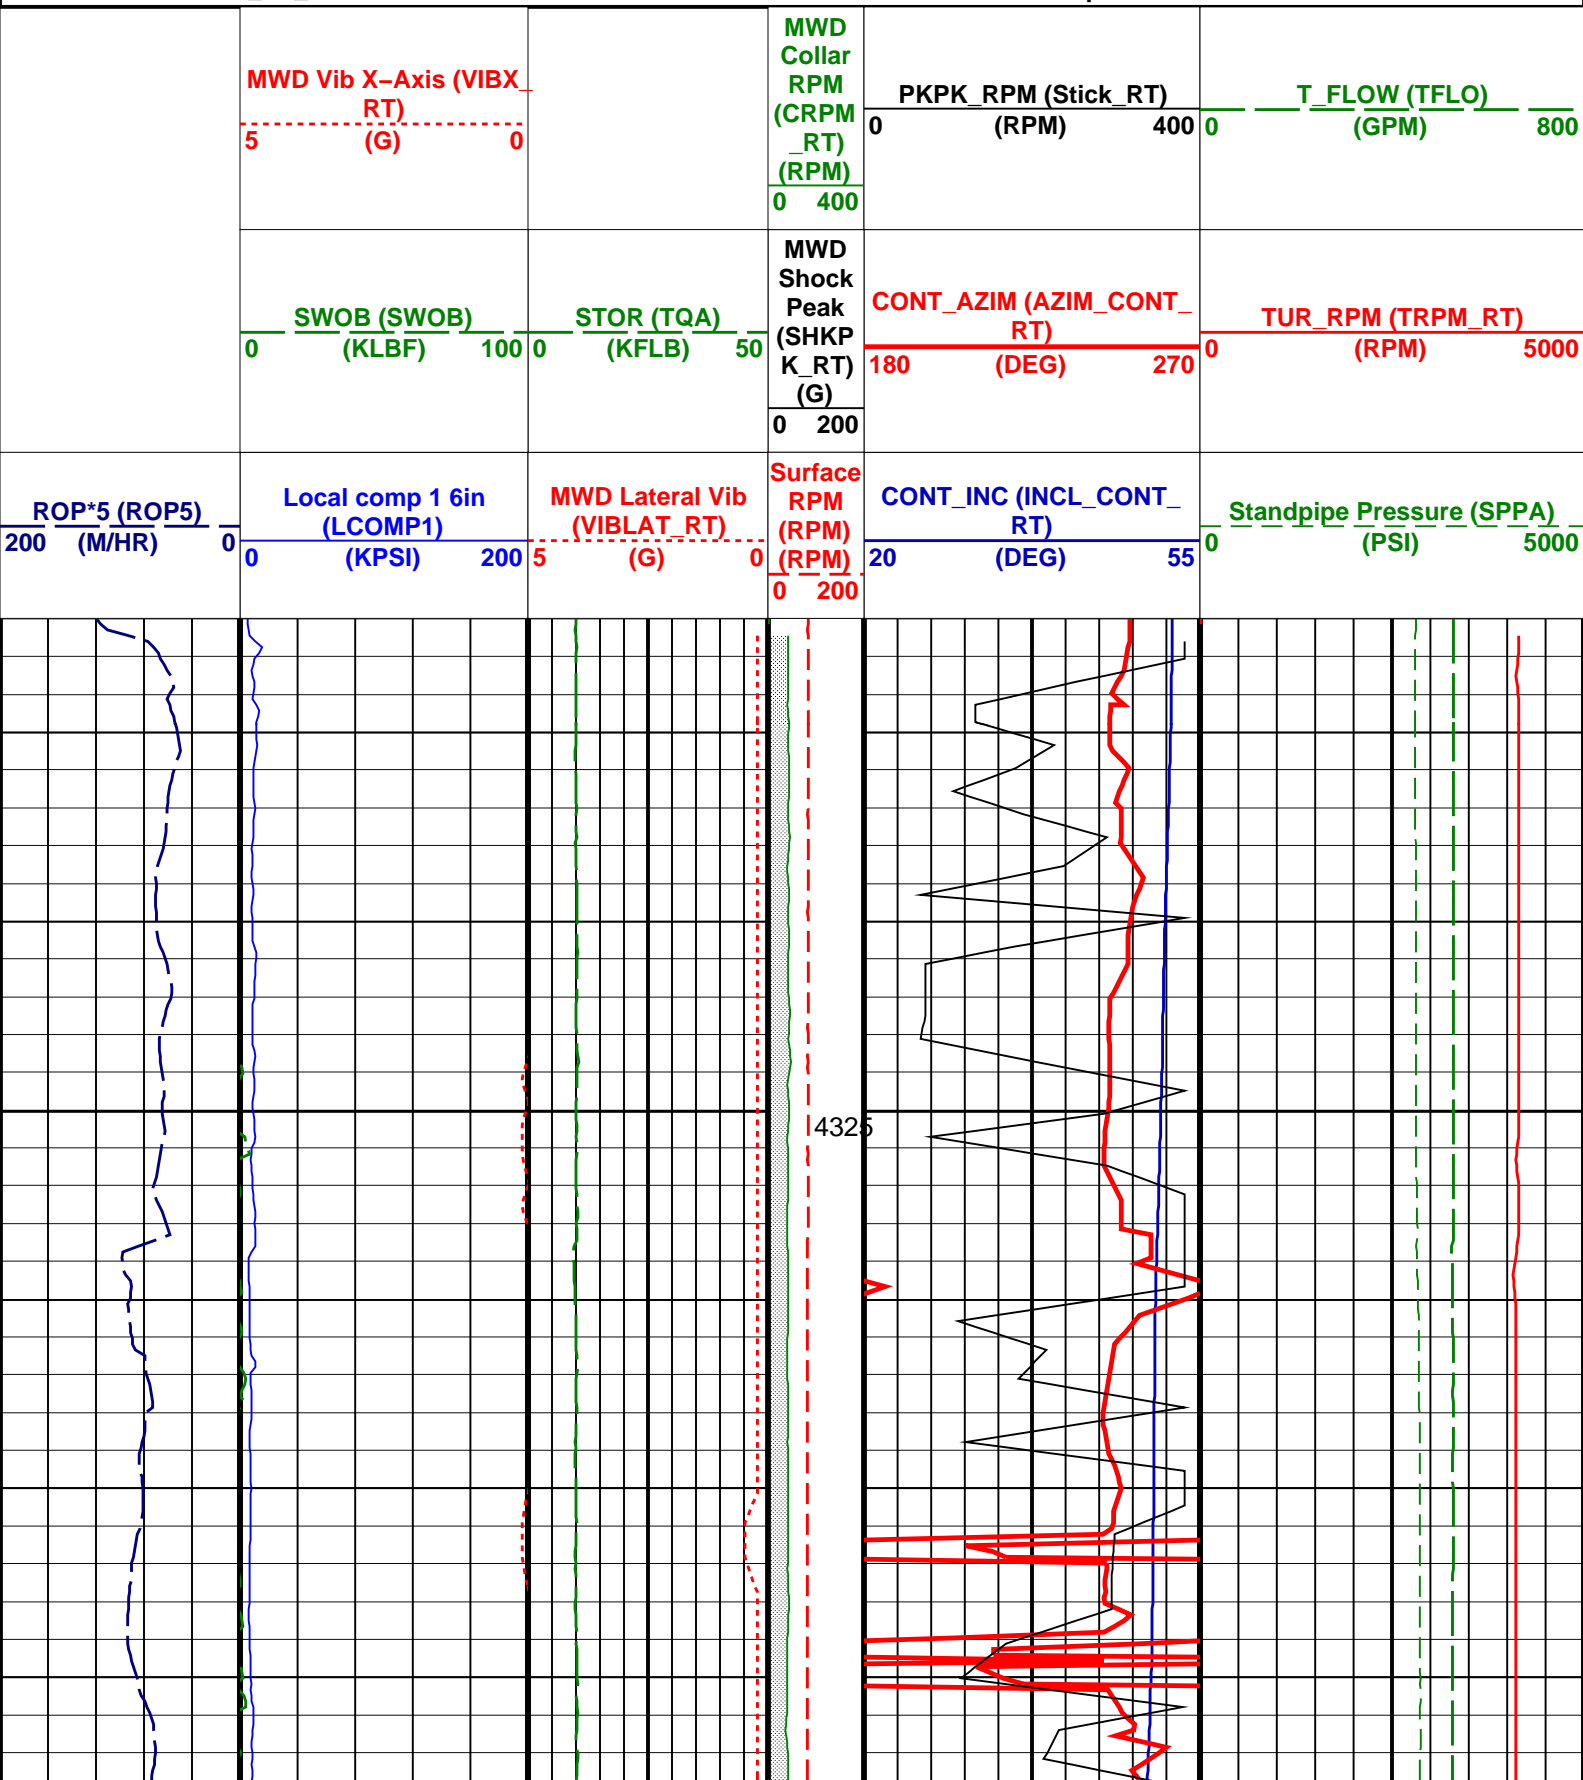 MWD
Collar
RPM
(CRPM
_RT)
(RPM)
0 400
MWD Vib X−Axis (VIBX_
RT)
5 (G) 0
PKPK_RPM (Stick_RT)
0 (RPM) 400
T_FLOW (TFLO)
0 (GPM) 800
MWD
Shock
Peak
(SHKP
K_RT)
(G)
0 200
SWOB (SWOB)
0 (KLBF) 100
STOR (TQA)
0 (KFLB) 50
CONT_AZIM (AZIM_CONT_
RT)
180 (DEG) 270
TUR_RPM (TRPM_RT)
0 (RPM) 5000
ROP*5 (ROP5)
200 (M/HR) 0
Local comp 1 6in
(LCOMP1)
0 (KPSI) 200
MWD Lateral Vib
(VIBLAT_RT)
5 (G) 0
Surface
RPM
(RPM)
(RPM)
0 200
CONT_INC (INCL_CONT_
RT)
20 (DEG) 55
Standpipe Pressure (SPPA)
0 (PSI) 5000
4325